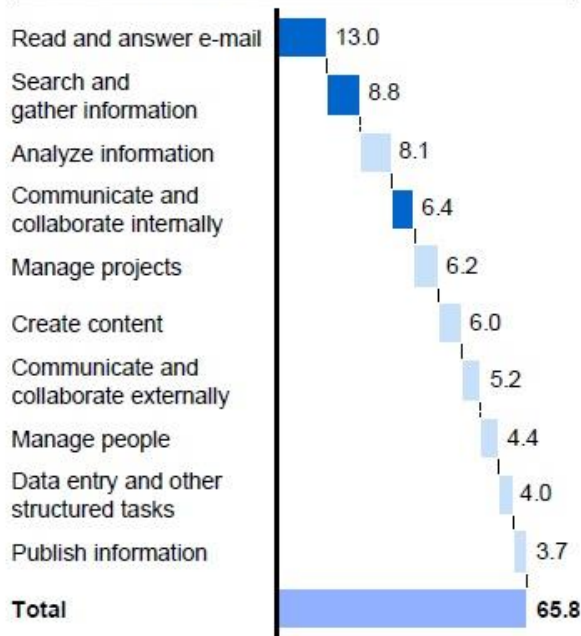 Read and answer e-mail 13.0
Search and
gather information 8.8
Analyze information 8.1
Communicate and
collaborate internally 6.4
Manage projects 6.2
Create content 6.0
Communicate and
collaborate externally 5.2
Manage people 4.4
Data entry and other
structured tasks 4.0
Publish information 3.7
Total 65.8